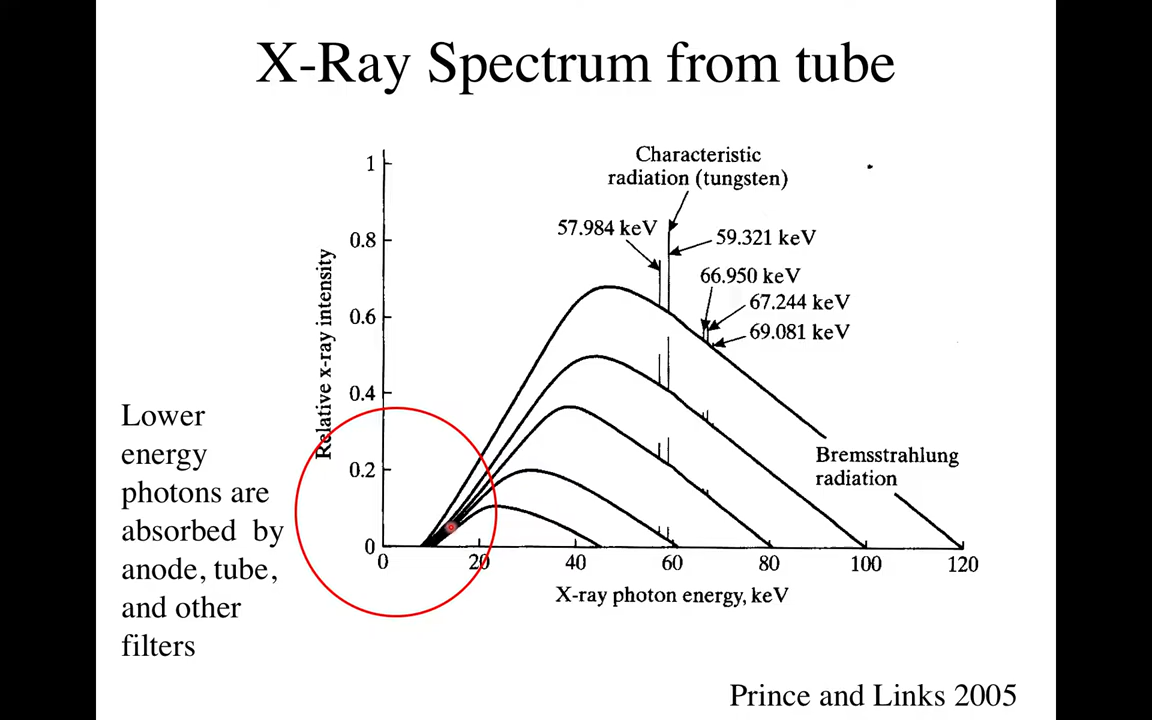 X-Ray Spectrum from tube
Characteristic
radiation (tungsten)
57.984 keV
59.321 keV
66.950 keV
67.244 keV
69.081 keV
Bremsstrahlung
radiation
Relative x-ray intensity
1
0.8
0.6
0.4
0.2
0
0 20 40 60 80 100 120
X-ray photon energy, keV
Lower
energy
photons are
absorbed by
anode, tube,
and other
filters
Prince and Links 2005